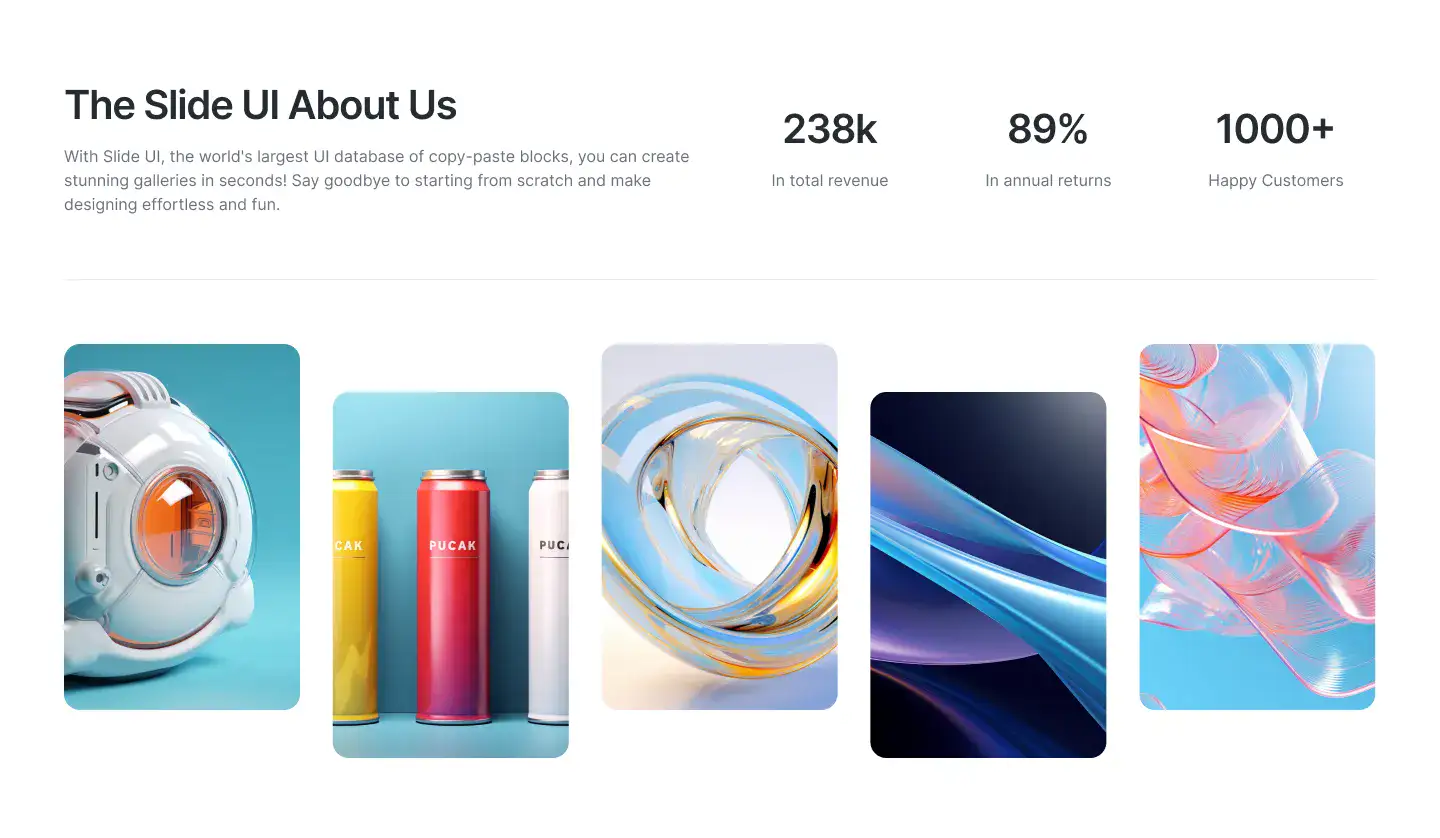 The Slide UI About Us
With Slide UI, the world's largest UI database of copy-paste blocks, you can create
stunning galleries in seconds! Say goodbye to starting from scratch and make
designing effortless and fun.
238k
In total revenue
89%
In annual returns
1000+
Happy Customers
CAK
PUCAK
PUCA